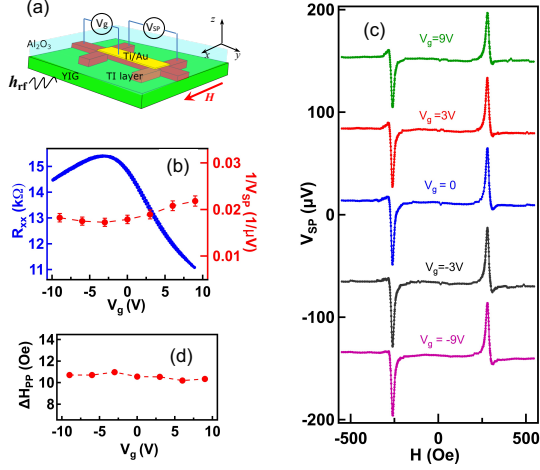 (a)
V_g
V_SP
z
y
Al₂O₃
Ti/Au
YIG
TI layer
h_rf
H
(b)
R_xx (kΩ)
15
14
13
12
11
1/V_SP (1/µV)
0.03
0.02
0.01
-10
-5
0
5
10
V_g (V)
(d)
ΔH_PP (Oe)
14
12
10
8
6
-10
-5
0
5
10
V_g (V)
(c)
V_SP (µV)
200
100
0
-100
-200
V_g=9V
V_g=3V
V_g = 0
V_g=-3V
V_g= -9V
-500
0
500
H (Oe)